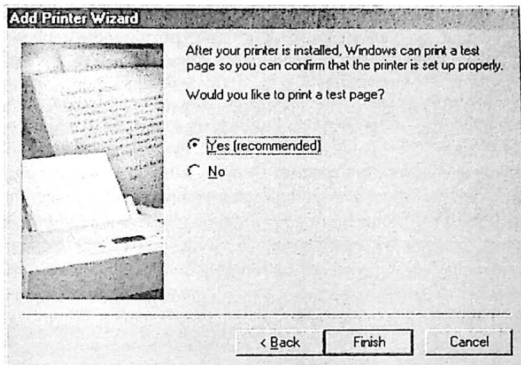 Add Printer Wizard
After your printer is installed, Windows can print a test
page so you can confirm that the printer is set up properly.
Would you like to print a test page?
Yes (recommended)
No
< Back
Finish
Cancel